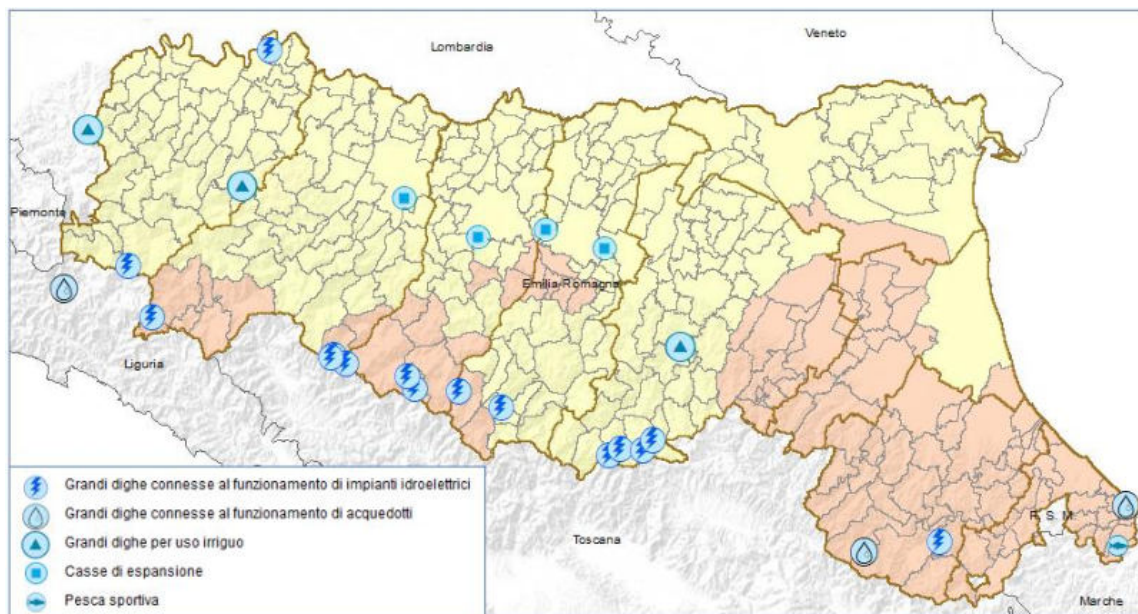 Lombardia
Veneto
Piemonte
Emilia-Romagna
Liguria
Toscana
R. S. M.
Marche
Grandi dighe connesse al funzionamento di impianti idroelettrici
Grandi dighe connesse al funzionamento di acquedotti
Grandi dighe per uso irriguo
Casse di espansione
Pesca sportiva